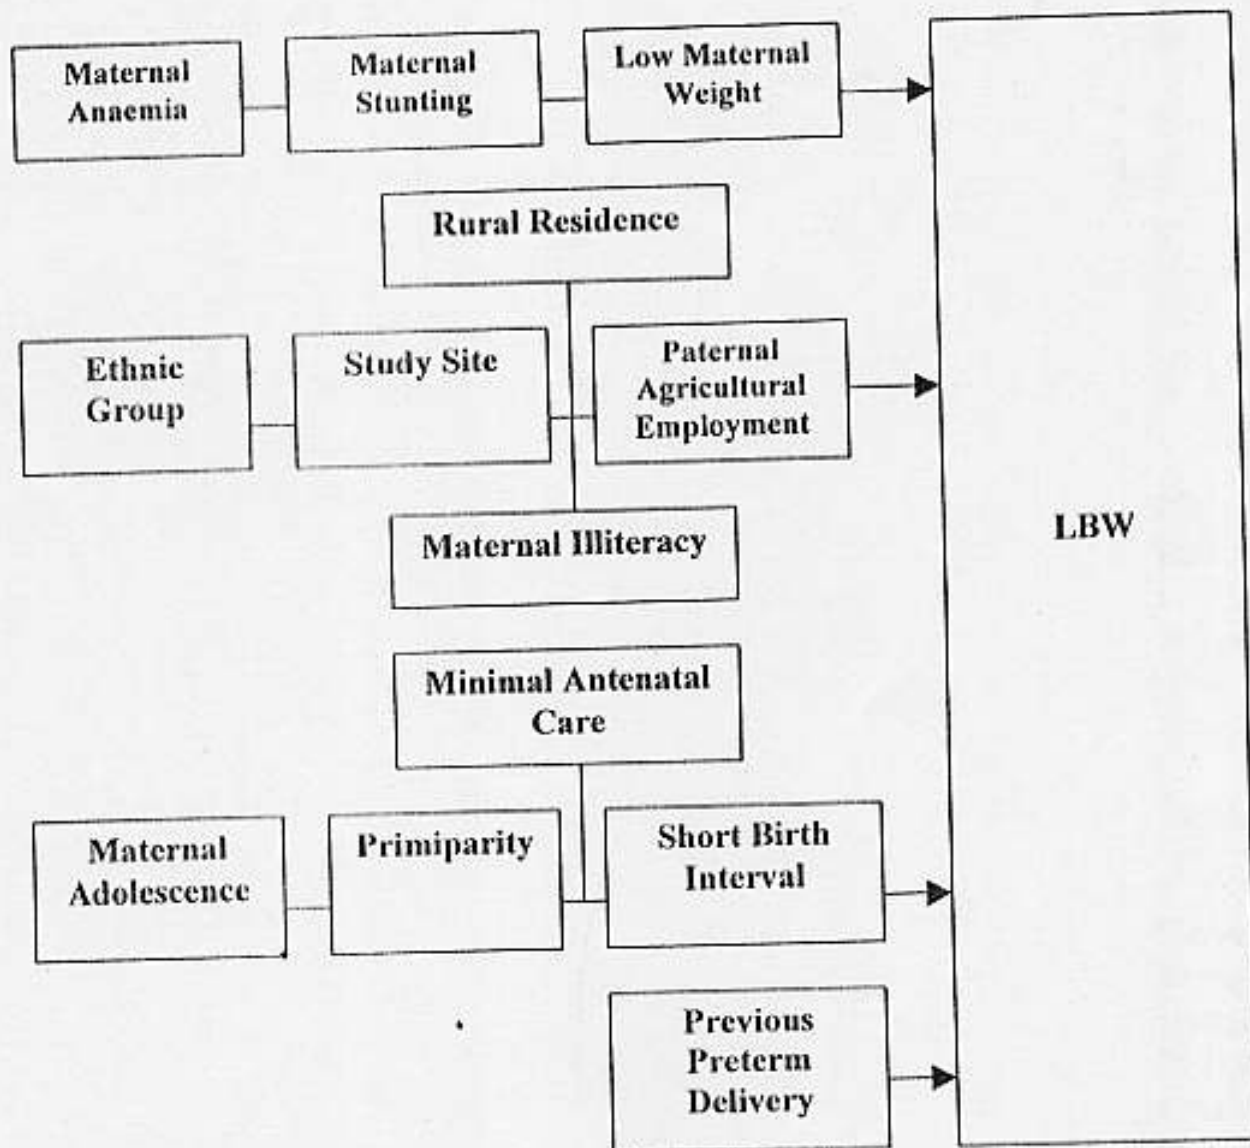 Maternal
Anaemia
Maternal
Stunting
Low Maternal
Weight
Rural Residence
Ethnic
Group
Study Site
Paternal
Agricultural
Employment
LBW
Maternal Illiteracy
Minimal Antenatal
Care
Maternal
Adolescence
Primiparity
Short Birth
Interval
Previous
Preterm
Delivery